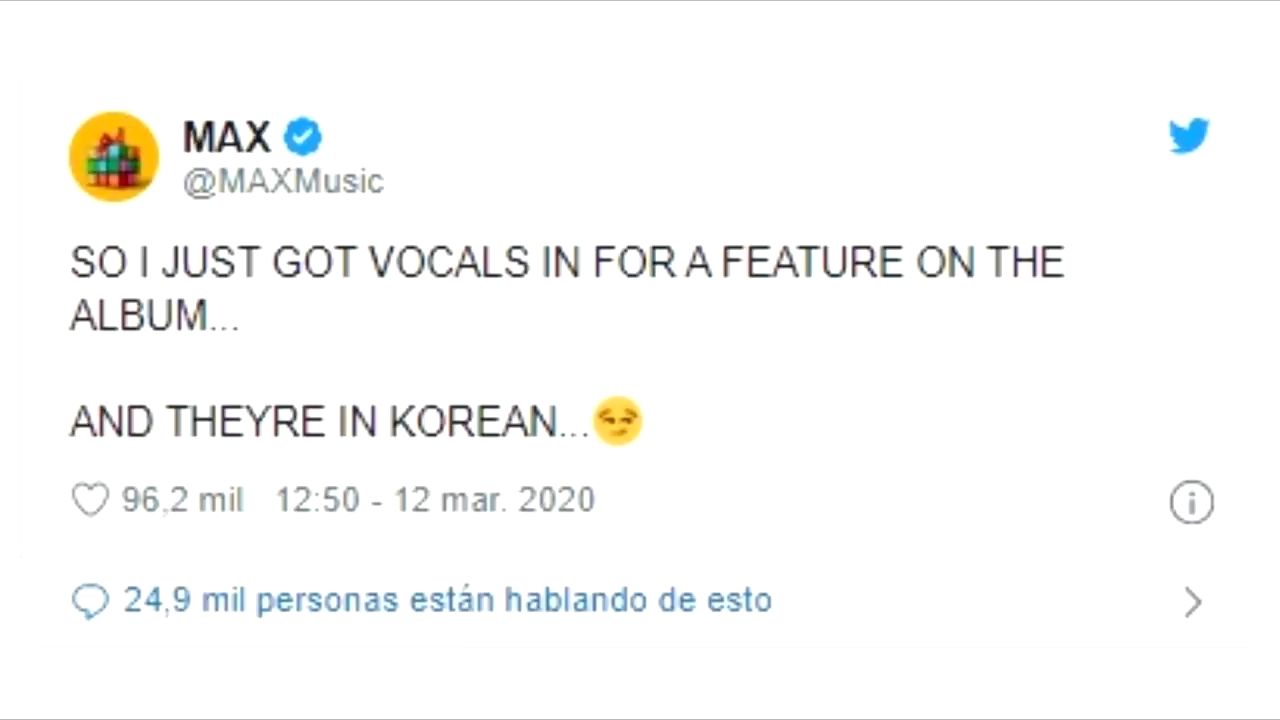 MAX
@MAXMusic
SO I JUST GOT VOCALS IN FOR A FEATURE ON THE
ALBUM...
AND THEYRE IN KOREAN...😏
96,2 mil 12:50 - 12 mar. 2020
24,9 mil personas están hablando de esto